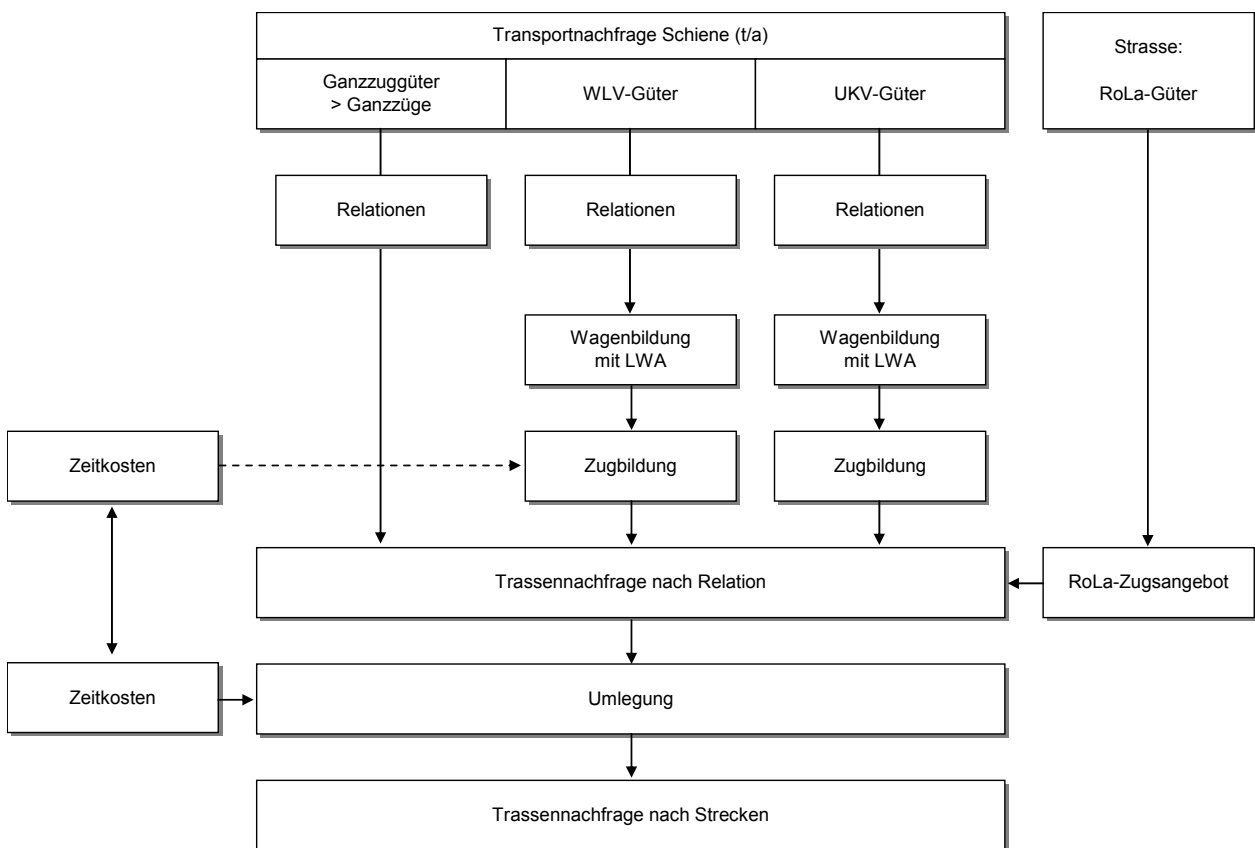 Transportnachfrage Schiene (t/a)
Ganzzuggüter
> Ganzzüge
WLV-Güter
UKV-Güter
Strasse:
RoLa-Güter
Relationen
Relationen
Relationen
Wagenbildung
mit LWA
Wagenbildung
mit LWA
Zeitkosten
Zugbildung
Zugbildung
Trassennachfrage nach Relation
RoLa-Zugsangebot
Zeitkosten
Umlegung
Trassennachfrage nach Strecken